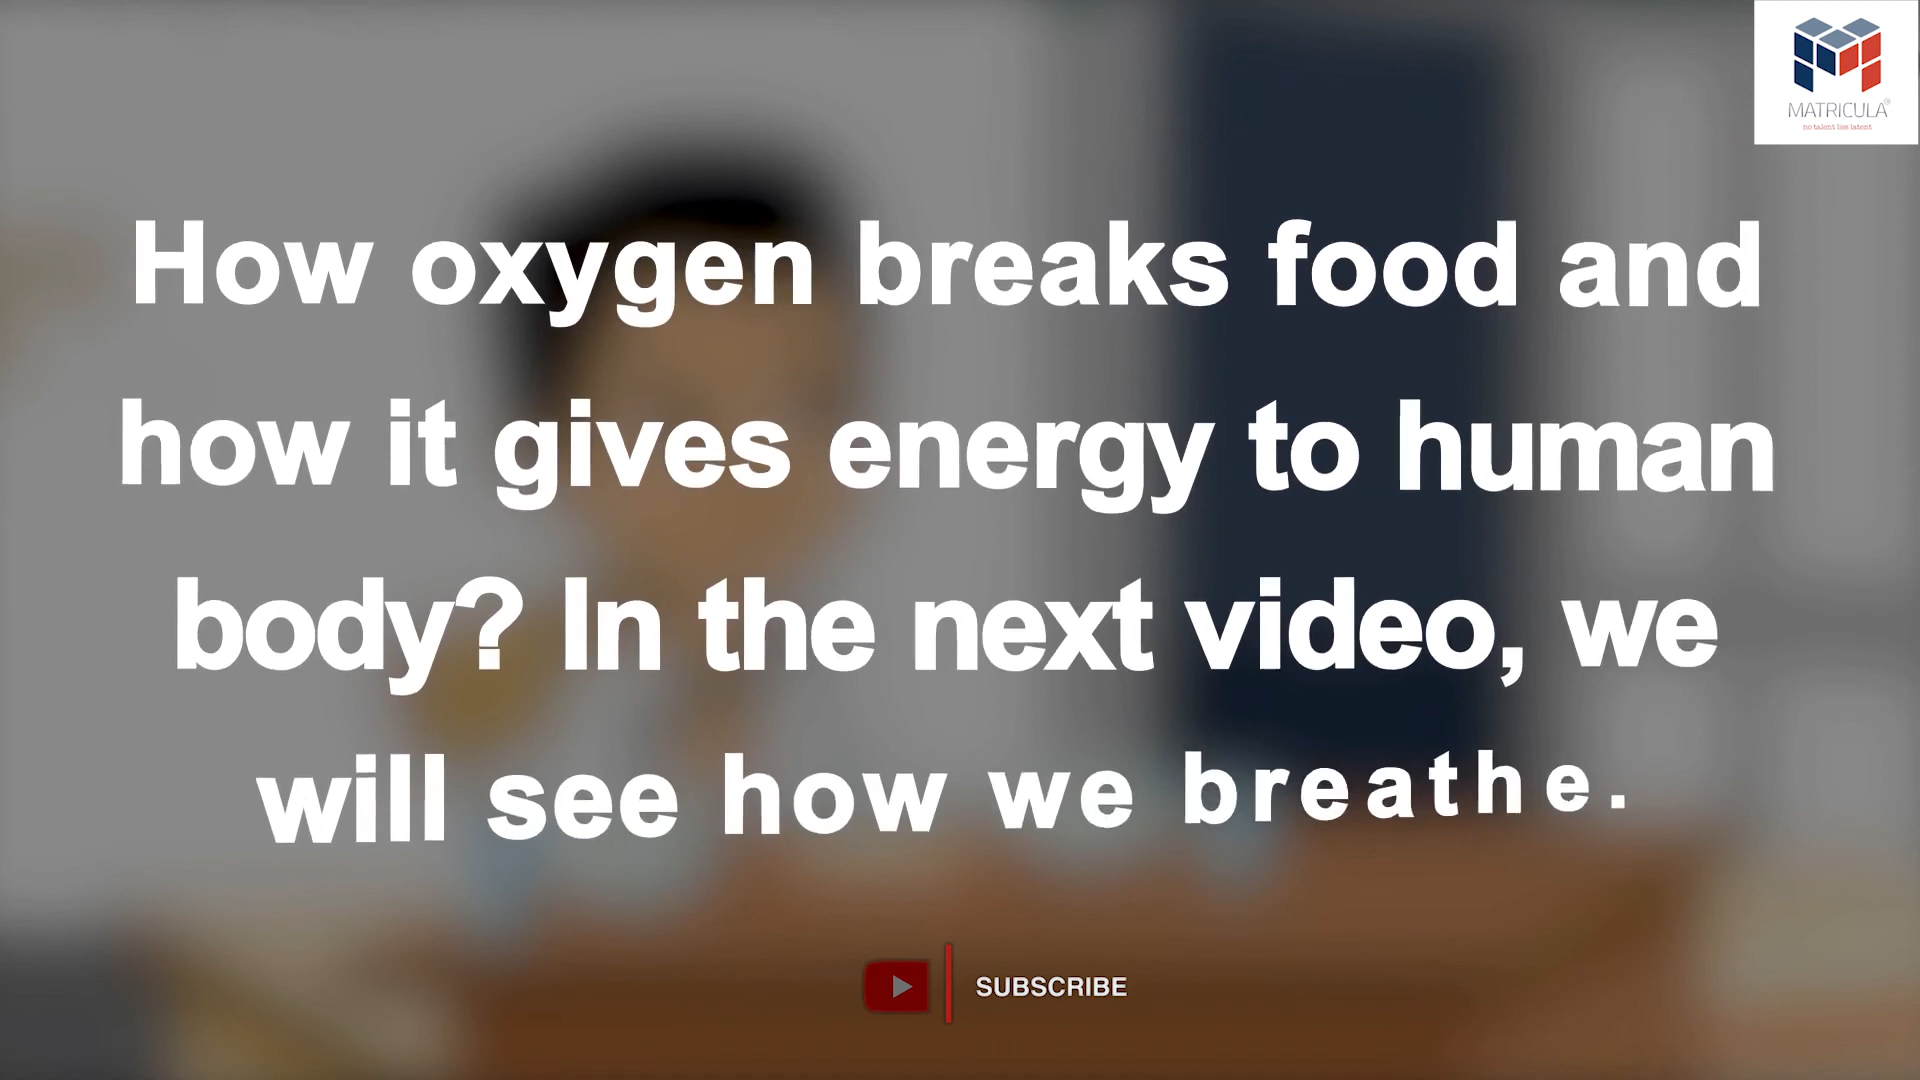 MATRICULA®
no talent lies latent
How oxygen breaks food and
how it gives energy to human
body? In the next video, we
will see how we breathe.
SUBSCRIBE